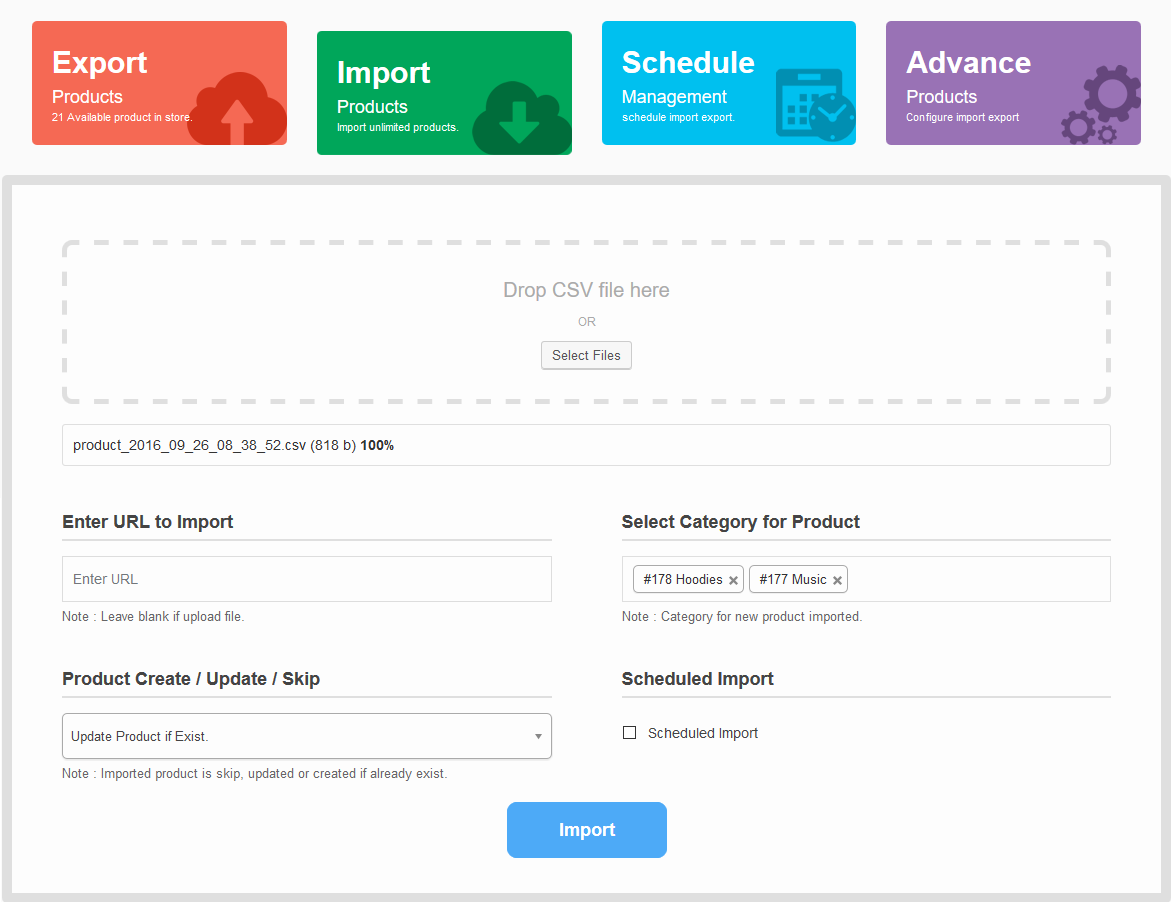 Export
Products
21 Available product in store.
Import
Products
Import unlimited products.
Schedule
Management
schedule import export.
Advance
Products
Configure import export
Drop CSV file here
OR
Select Files
product_2016_09_26_08_38_52.csv (818 b) 100%
Enter URL to Import
Enter URL
Note : Leave blank if upload file.
Select Category for Product
#178 Hoodies × #177 Music ×
Note : Category for new product imported.
Product Create / Update / Skip
Update Product if Exist.
Note : Imported product is skip, updated or created if already exist.
Scheduled Import
Scheduled Import
Import